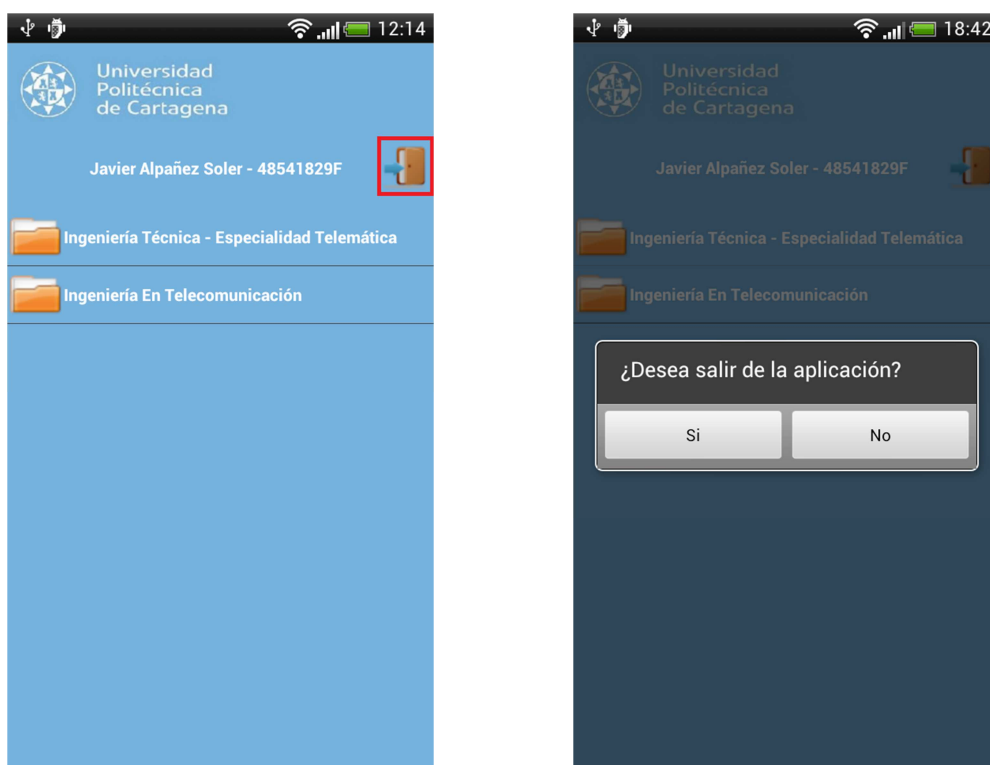 12:14
Universidad
Politécnica
de Cartagena
Javier Alpañez Soler - 48541829F
Ingeniería Técnica - Especialidad Telemática
Ingeniería En Telecomunicación
18:42
Universidad
Politécnica
de Cartagena
Javier Alpañez Soler - 48541829F
Ingeniería Técnica - Especialidad Telemática
Ingeniería En Telecomunicación
¿Desea salir de la aplicación?
Si No